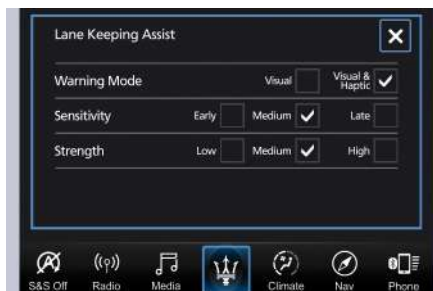 Lane Keeping Assist
Warning Mode Visual Visual & Haptic
Sensitivity Early Medium Late
Strength Low Medium High
S&S Off Radio Media Climate Nav Phone